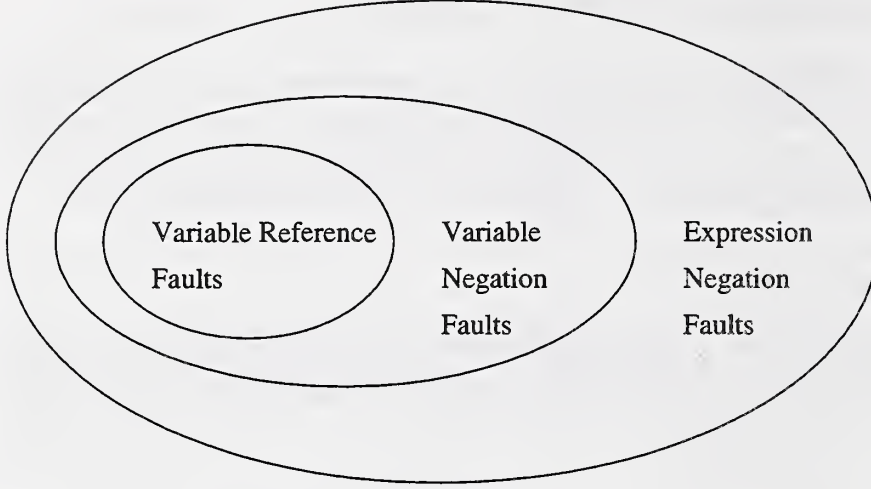 Variable Reference
Faults
Variable
Negation
Faults
Expression
Negation
Faults